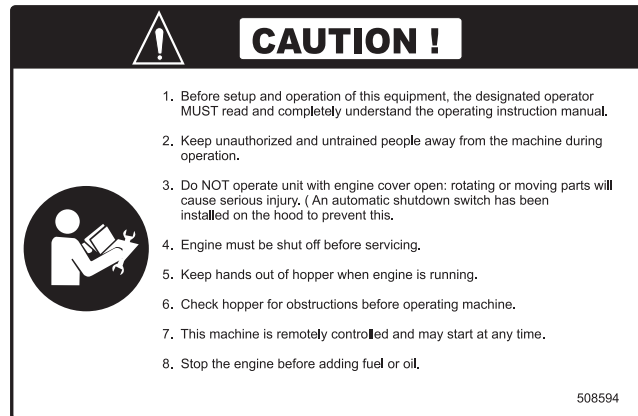 CAUTION !
1. Before setup and operation of this equipment, the designated operator
MUST read and completely understand the operating instruction manual.
2. Keep unauthorized and untrained people away from the machine during
operation.
3. Do NOT operate unit with engine cover open: rotating or moving parts will
cause serious injury. ( An automatic shutdown switch has been
installed on the hood to prevent this.
4. Engine must be shut off before servicing.
5. Keep hands out of hopper when engine is running.
6. Check hopper for obstructions before operating machine.
7. This machine is remotely controlled and may start at any time.
8. Stop the engine before adding fuel or oil.
508594